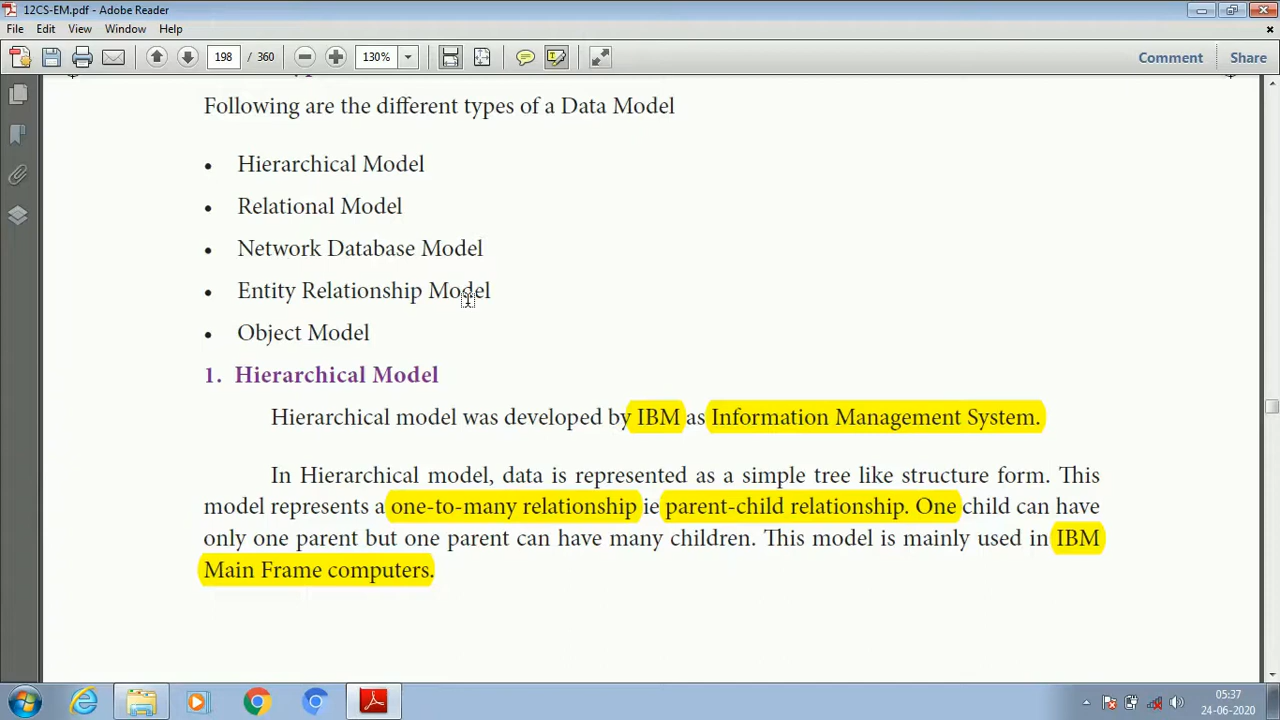 12CS-EM.pdf - Adobe Reader
File Edit View Window Help
198 / 360 130% Comment Share
Following are the different types of a Data Model
• Hierarchical Model
• Relational Model
• Network Database Model
• Entity Relationship Model
• Object Model
1. Hierarchical Model
Hierarchical model was developed by IBM as Information Management System.
In Hierarchical model, data is represented as a simple tree like structure form. This
model represents a one-to-many relationship ie parent-child relationship. One child can have
only one parent but one parent can have many children. This model is mainly used in IBM
Main Frame computers.
05:37
24-06-2020